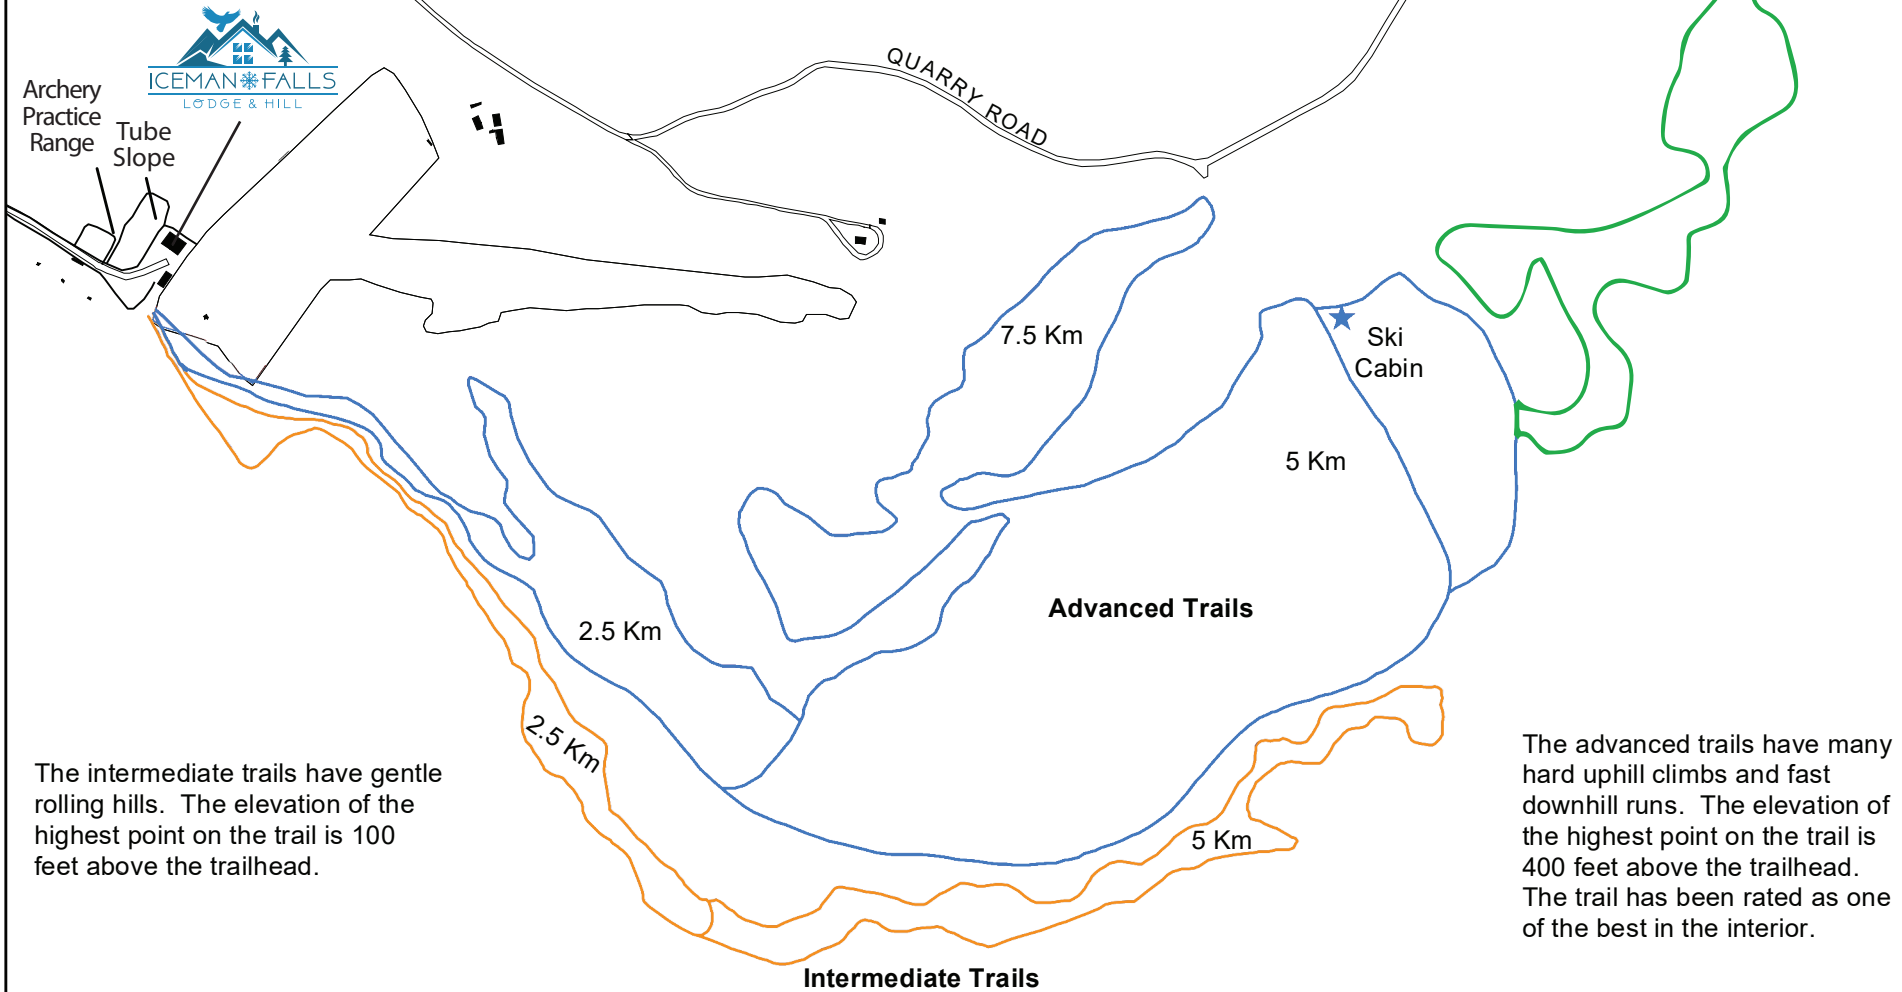 ICEMAN FALLS
LODGE & HILL
Archery
Practice
Range
Tube
Slope
QUARRY ROAD
7.5 Km
Ski
Cabin
5 Km
Advanced Trails
2.5 Km
2.5 Km
5 Km
Intermediate Trails
The intermediate trails have gentle
rolling hills.  The elevation of the
highest point on the trail is 100
feet above the trailhead.
The advanced trails have many
hard uphill climbs and fast
downhill runs.  The elevation of
the highest point on the trail is
400 feet above the trailhead.
The trail has been rated as one
of the best in the interior.